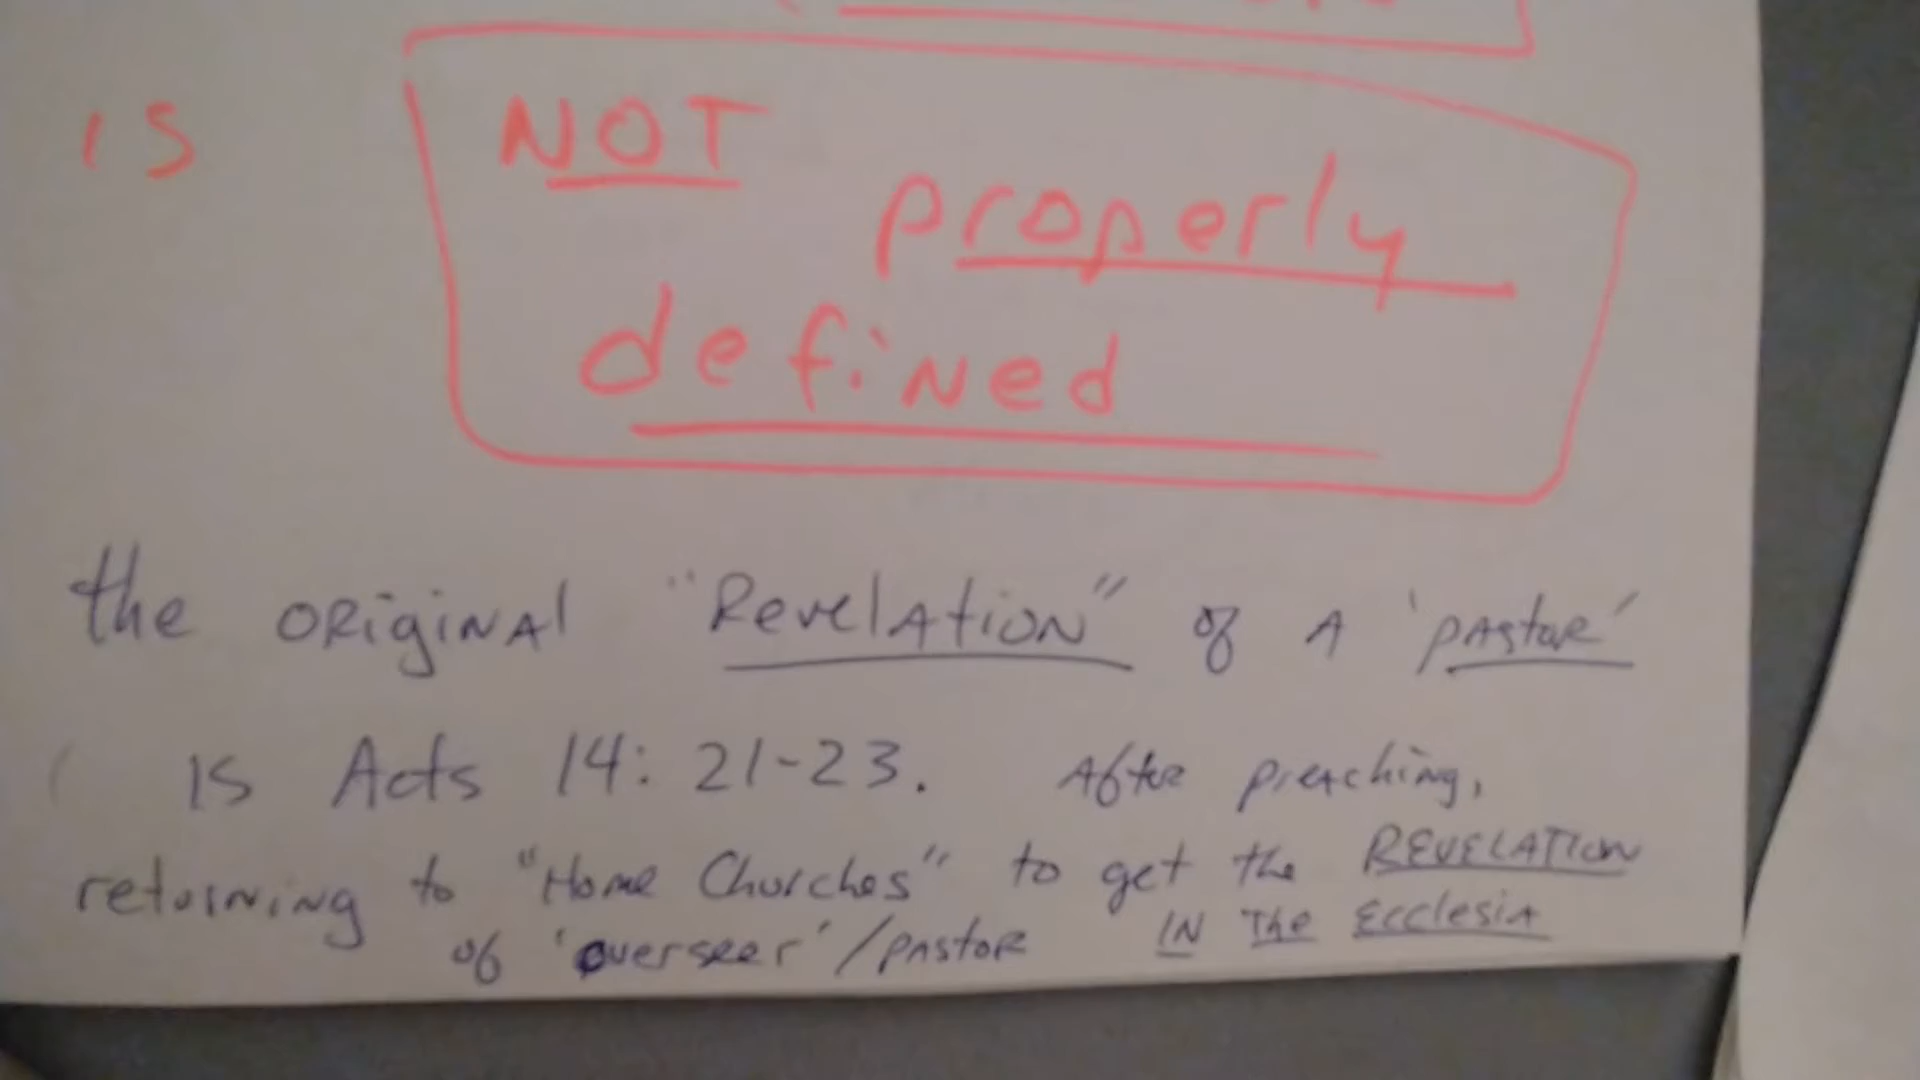 is
NOT
properly
defined
the original "Revelation" of A 'pastor'
is Acts 14: 21-23. After preaching,
returning to "Home Churches" to get the REVELATION
of 'overseer'/pastor IN The Ecclesia